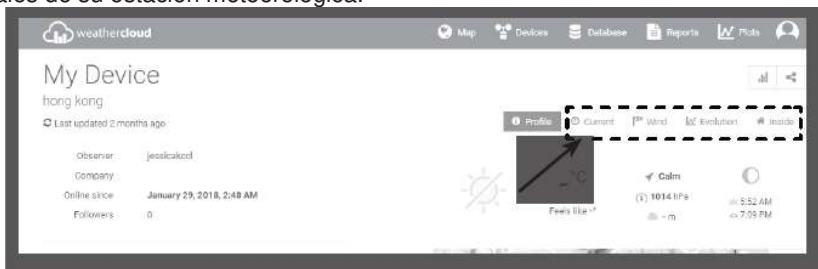 ales de su estación meteorológica.
weathercloud
Map Devices Database Reports Plots
My Device
hong kong
Last updated 2 months ago
Profile Current Wind Evolution Inside
Observer jessicakccl
Company
Online since January 29, 2018, 2:48 AM
Followers 0
-°C
Feels like -°
Calm
1014 hPa
- m
5:52 AM
7:09 PM